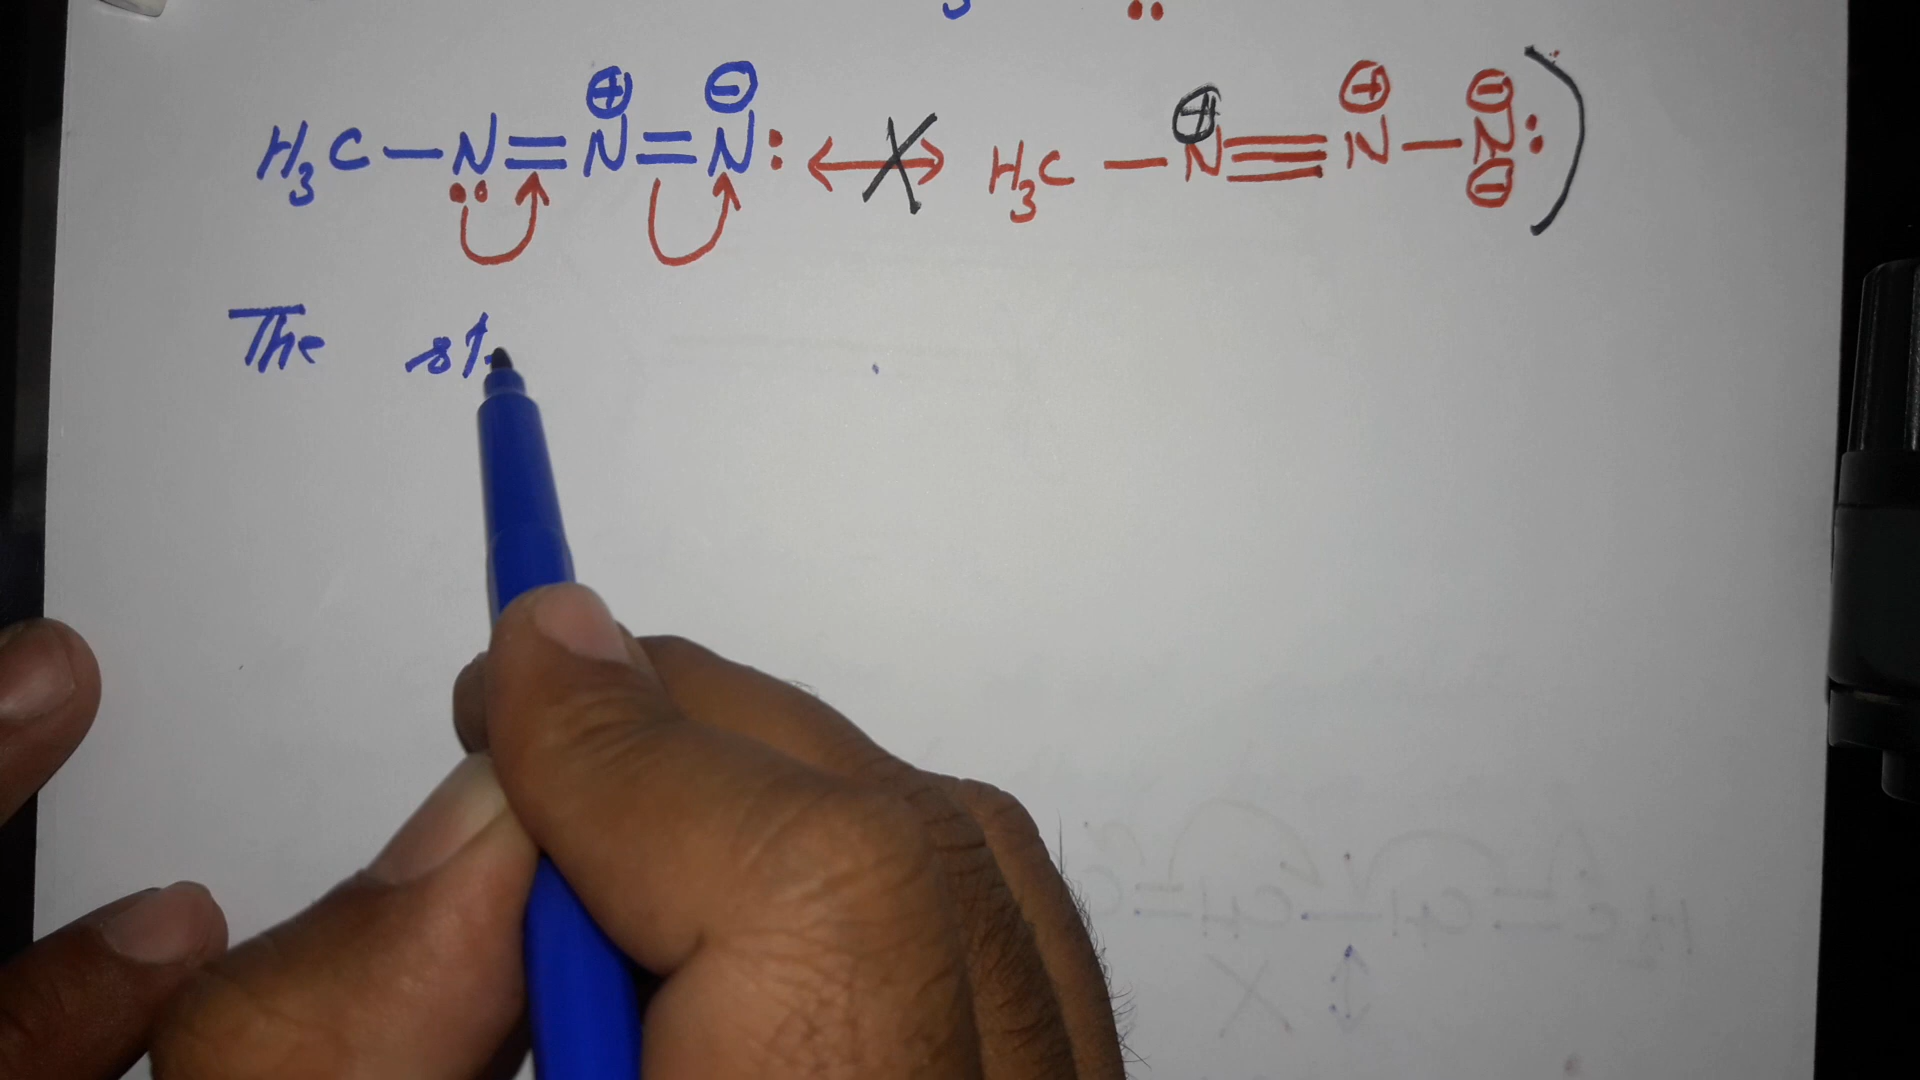 H₃C–N̤=N⊕=N⊖: ↔ H₃C–N⊕≡N⊕–N⊖⊖: )
The st